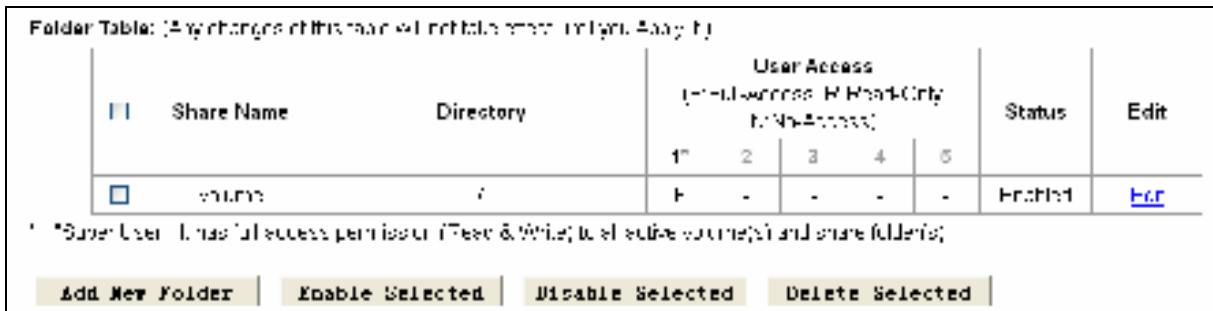 Folder Table: (Any changes of this table will not take effect until you Apply it)
User Access
Share Name Directory Status Edit
(F:Full-Access R:Read-Only
N:No-Access)
1* 2 3 4 5
volume / F - - - - Enabled Edit
* "Super User". It has full access permission (Read & Write) to all active volume(s) and share folder(s)
Add New Folder Enable Selected Disable Selected Delete Selected